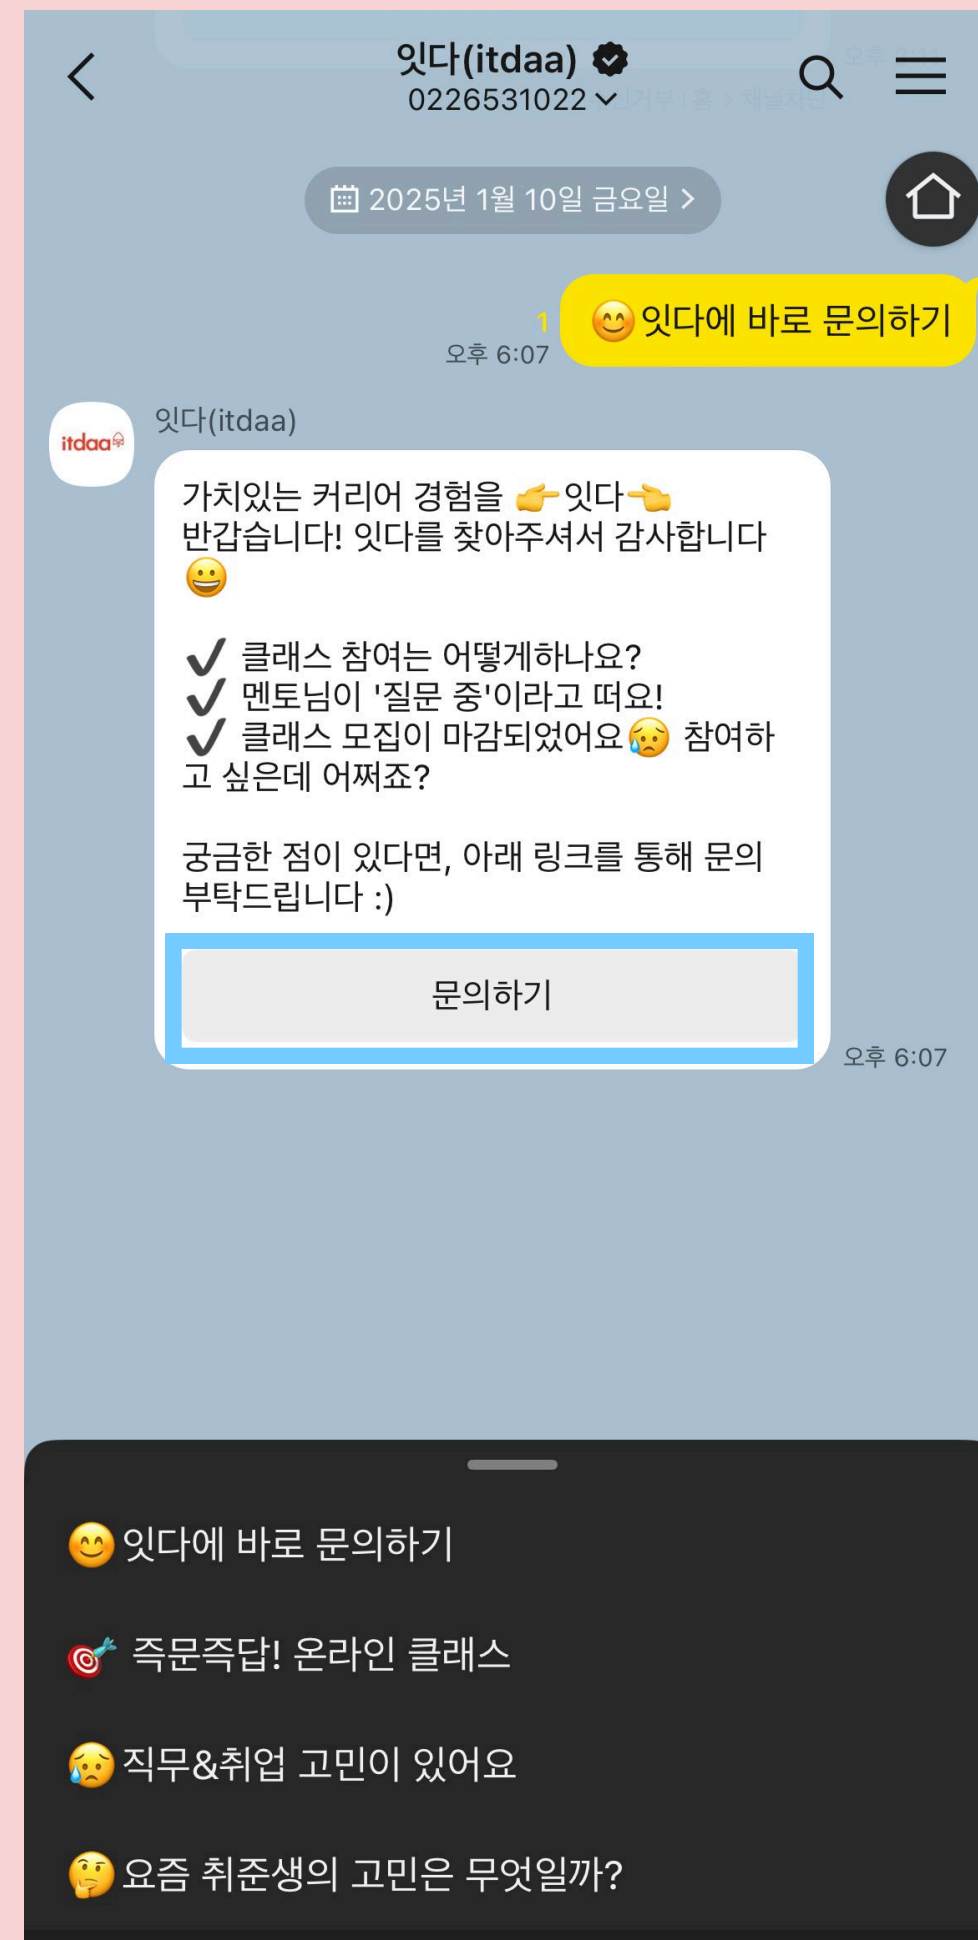 잇다(itdaa)
0226531022
2025년 1월 10일 금요일 >
😊잇다에 바로 문의하기
1
오후 6:07
itdaa
잇다(itdaa)
가치있는 커리어 경험을 👉잇다👈
반갑습니다! 잇다를 찾아주셔서 감사합니다
😀
✔ 클래스 참여는 어떻게하나요?
✔ 멘토님이 '질문 중'이라고 떠요!
✔ 클래스 모집이 마감되었어요😥 참여하
고 싶은데 어쩌죠?
궁금한 점이 있다면, 아래 링크를 통해 문의
부탁드립니다 :)
문의하기
오후 6:07
😊잇다에 바로 문의하기
🎯 즉문즉답! 온라인 클래스
😥직무&취업 고민이 있어요
🤔요즘 취준생의 고민은 무엇일까?